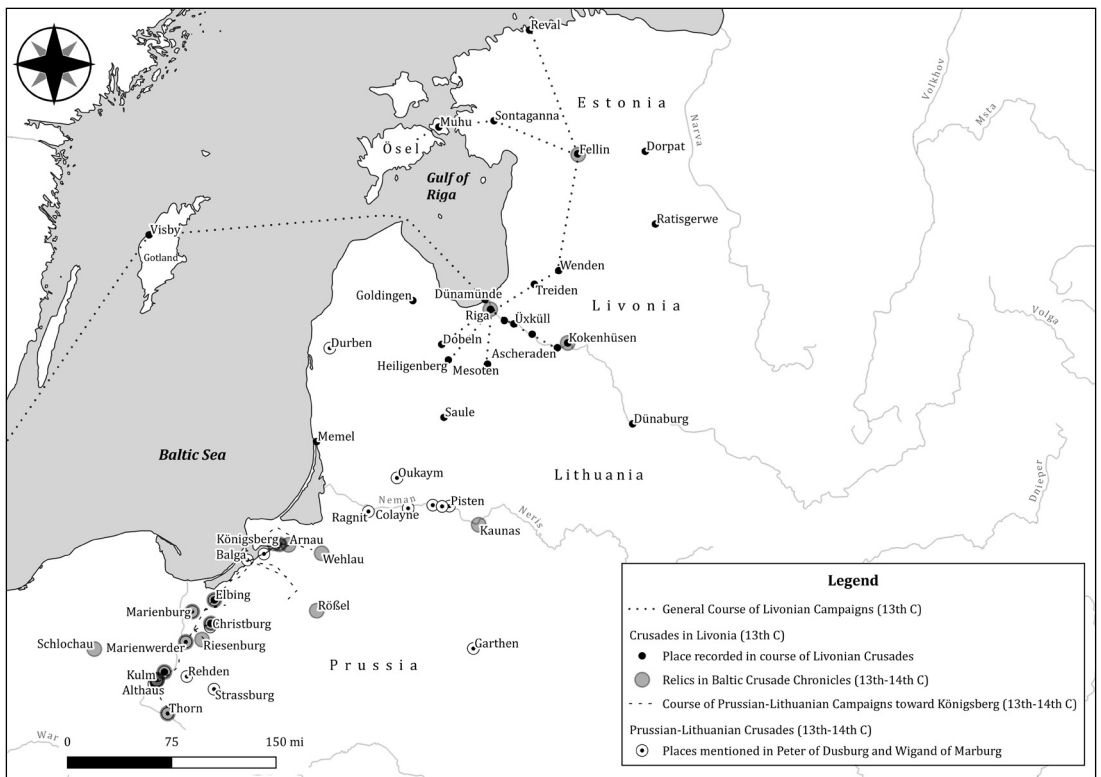 Reval
Estonia
Volkhov
Msta
Narva
Sontaganna
Muhu
Ösel
Fellin
Dorpat
Gulf of
Riga
Ratisgerwe
Visby
Gotland
Wenden
Treiden
Dünamünde
Goldingen
Livonia
Riga
Üxküll
Volga
Durben
Döbeln
Kokenhüsen
Ascheraden
Heiligenberg
Mesoten
Saule
Dünaburg
Memel
Baltic Sea
Oukaym
Lithuania
Neman
Pisten
Dnieper
Ragnit
Colayne
Neris
Kaunas
Königsberg
Arnau
Balga
Wehlau
Elbing
Marienburg
Rößel
Christburg
Schlochau
Marienwerder
Riesenburg
Garthen
Prussia
Kulm
Rehden
Althaus
Strassburg
Thorn
War
0
75
150 mi
Legend
General Course of Livonian Campaigns (13th C)
Crusades in Livonia (13th C)
Place recorded in course of Livonian Crusades
Relics in Baltic Crusade Chronicles (13th-14th C)
Course of Prussian-Lithuanian Campaigns toward Königsberg (13th-14th C)
Prussian-Lithuanian Crusades (13th-14th C)
Places mentioned in Peter of Dusburg and Wigand of Marburg